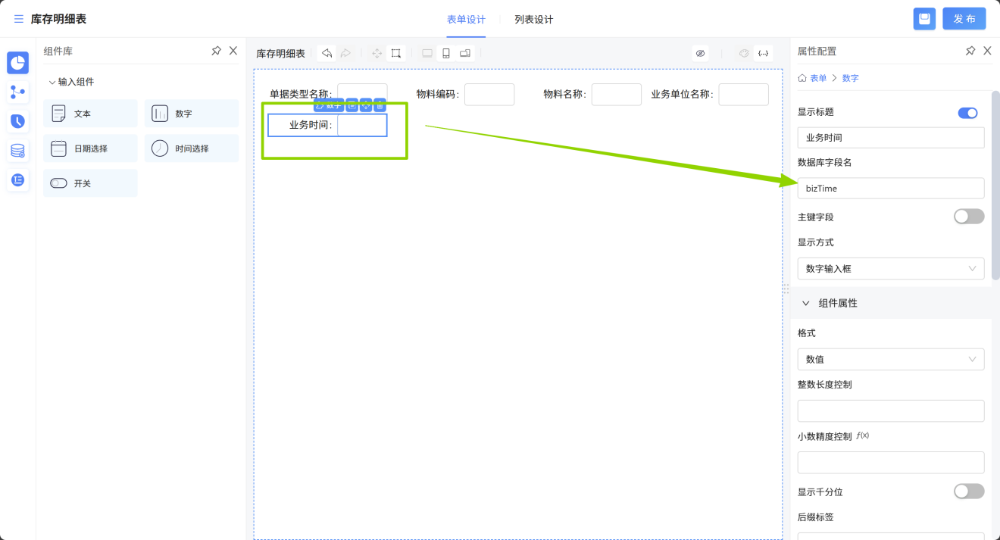 库存明细表
表单设计
列表设计
发布
组件库
输入组件
文本
数字
日期选择
时间选择
开关
库存明细表
单据类型名称:
物料编码:
物料名称:
业务单位名称:
数字
业务时间:
属性配置
表单 > 数字
显示标题
业务时间
数据库字段名
bizTime
主键字段
显示方式
数字输入框
组件属性
格式
数值
整数长度控制
小数精度控制 f(x)
显示千分位
后缀标签